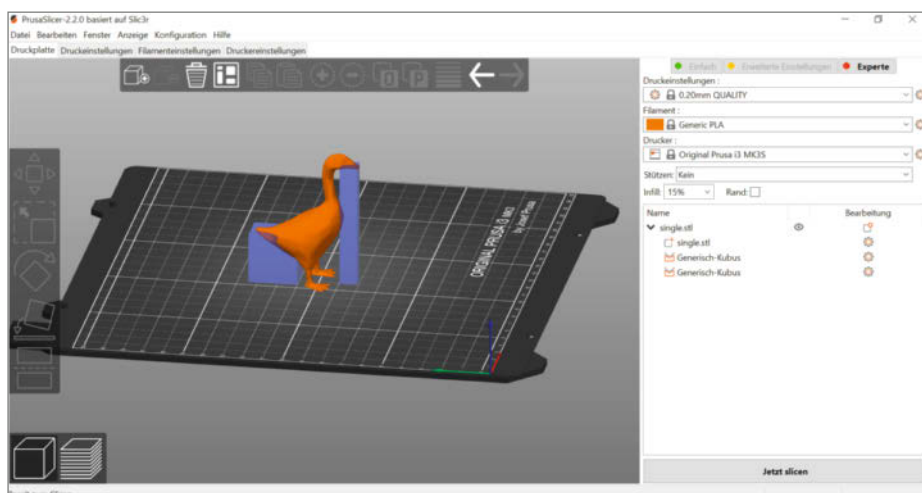 PrusaSlicer-2.2.0 basiert auf Slic3r
Datei Bearbeiten Fenster Anzeige Konfiguration Hilfe
Druckplatte Druckeinstellungen Filamenteinstellungen Druckereinstellungen
Einfach Erweiterte Einstellungen Experte
Druckeinstellungen :
0.20mm QUALITY
Filament :
Generic PLA
Drucker :
Original Prusa i3 MK3S
Stützen: Kein
Infill: 15% Rand:
Name Bearbeitung
single.stl
single.stl
Generisch-Kubus
Generisch-Kubus
ORIGINAL PRUSA i3 MK3
by Josef Prusa
Jetzt slicen